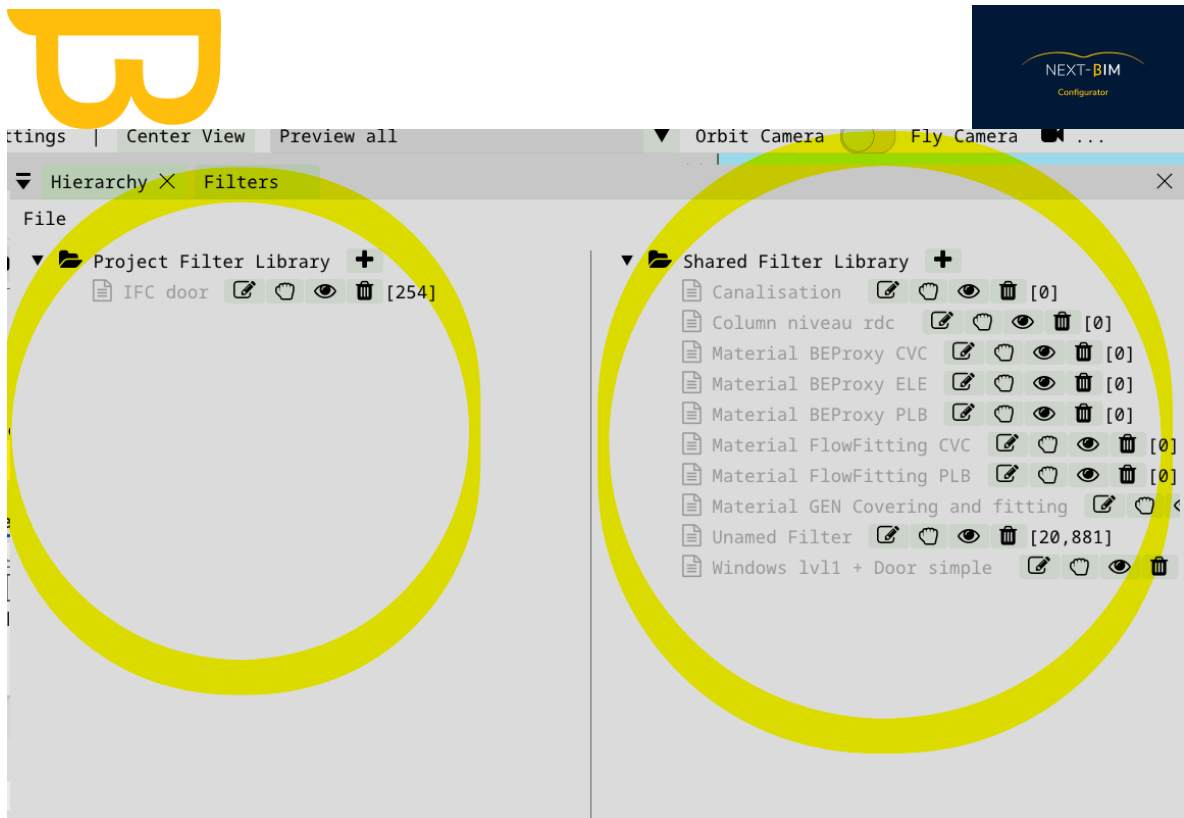 NEXT-BIM
Configurator
ttings | Center View Preview all ▼ Orbit Camera Fly Camera ...
Hierarchy Filters
File
Project Filter Library
IFC door [254]
Shared Filter Library
Canalisation [0]
Column niveau rdc [0]
Material BEProxy CVC [0]
Material BEProxy ELE [0]
Material BEProxy PLB [0]
Material FlowFitting CVC [0]
Material FlowFitting PLB [0]
Material GEN Covering and fitting
Unamed Filter [20,881]
Windows lvl1 + Door simple